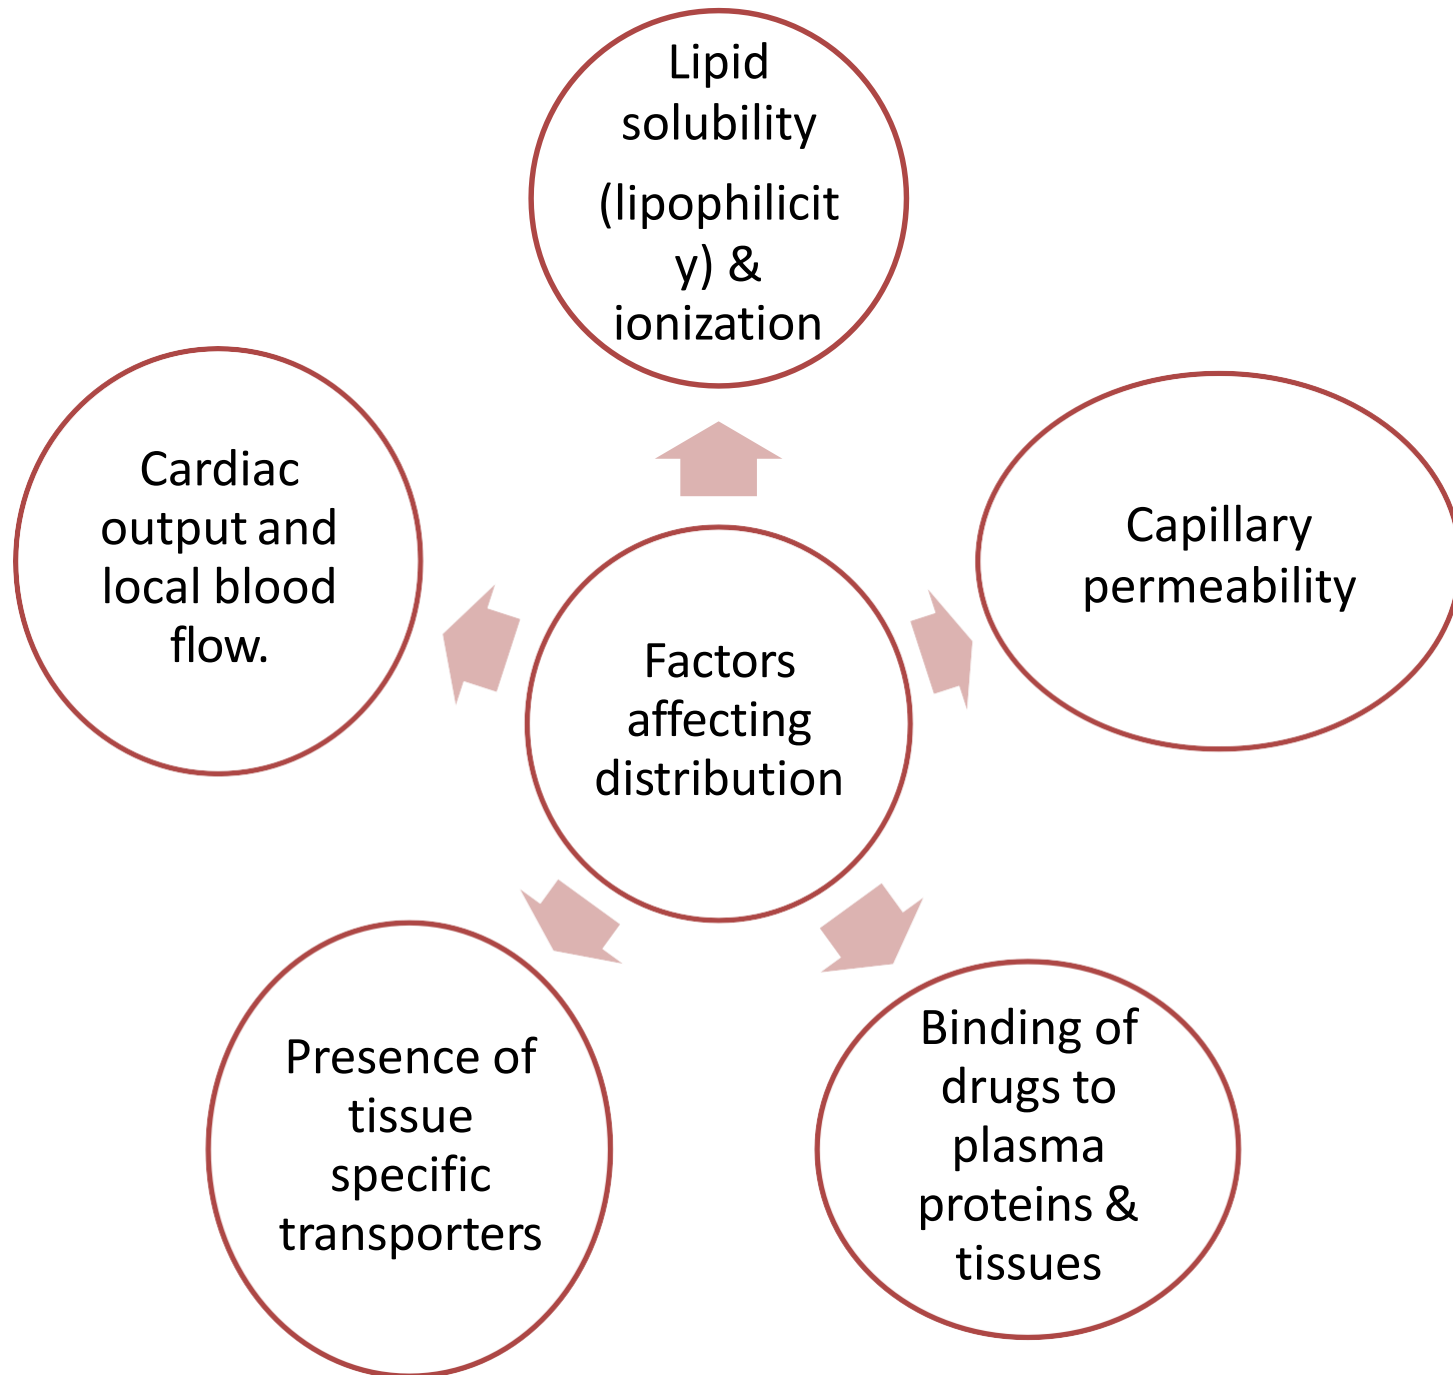 Lipid
solubility
(lipophilicit
y) &
ionization
Cardiac
output and
local blood
flow.
Capillary
permeability
Factors
affecting
distribution
Presence of
tissue
specific
transporters
Binding of
drugs to
plasma
proteins &
tissues